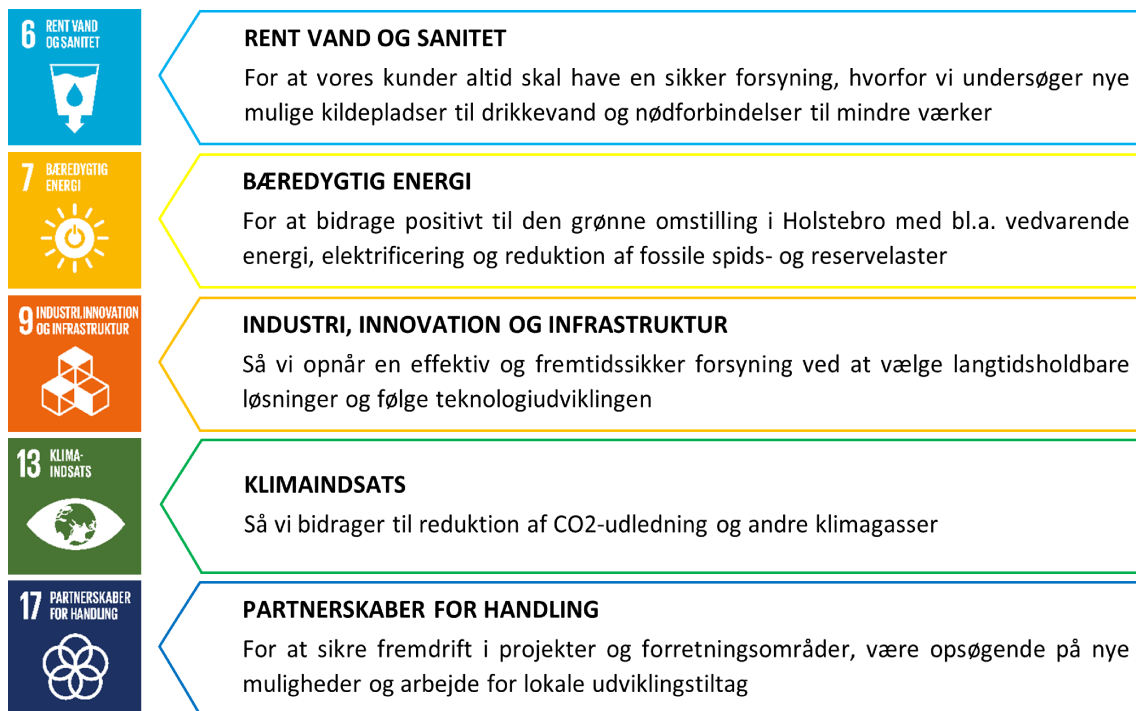 6 RENT VAND
OG SANITET
RENT VAND OG SANITET
For at vores kunder altid skal have en sikker forsyning, hvorfor vi undersøger nye
mulige kildepladser til drikkevand og nødforbindelser til mindre værker
7 BÆREDYGTIG
ENERGI
BÆREDYGTIG ENERGI
For at bidrage positivt til den grønne omstilling i Holstebro med bl.a. vedvarende
energi, elektrificering og reduktion af fossile spids- og reservelaster
9 INDUSTRI, INNOVATION
OG INFRASTRUKTUR
INDUSTRI, INNOVATION OG INFRASTRUKTUR
Så vi opnår en effektiv og fremtidssikker forsyning ved at vælge langtidsholdbare
løsninger og følge teknologiudviklingen
13 KLIMA-
INDSATS
KLIMAINDSATS
Så vi bidrager til reduktion af CO2-udledning og andre klimagasser
17 PARTNERSKABER
FOR HANDLING
PARTNERSKABER FOR HANDLING
For at sikre fremdrift i projekter og forretningsområder, være opsøgende på nye
muligheder og arbejde for lokale udviklingstiltag